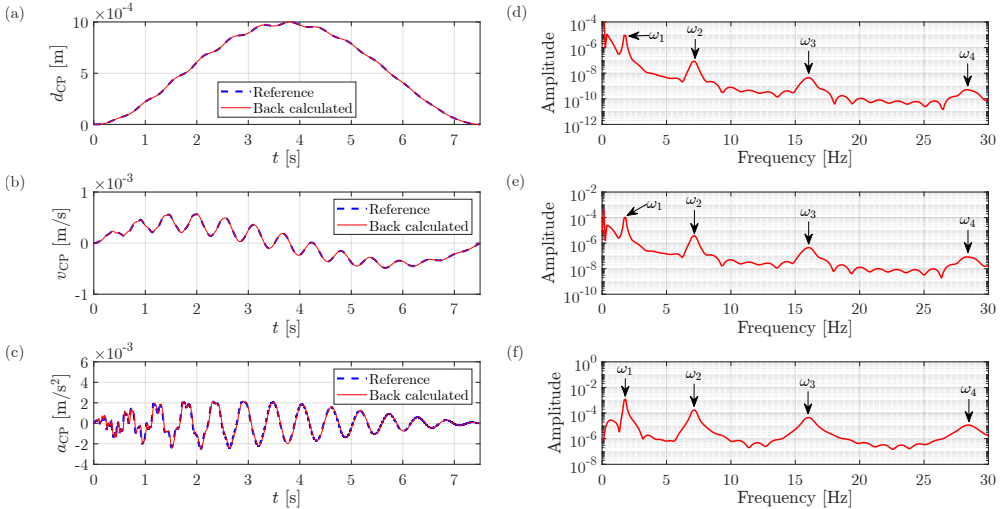 (a)
×10⁻⁴
10
5
0
d_CP [m]
Reference
Back calculated
0 1 2 3 4 5 6 7
t [s]
(b)
×10⁻³
1
0
-1
v_CP [m/s]
Reference
Back calculated
0 1 2 3 4 5 6 7
t [s]
(c)
×10⁻³
6
4
2
0
-2
-4
a_CP [m/s²]
Reference
Back calculated
0 1 2 3 4 5 6 7
t [s]
(d)
10⁻⁴
10⁻⁶
10⁻⁸
10⁻¹⁰
10⁻¹²
Amplitude
ω₁
ω₂
ω₃
ω₄
0 5 10 15 20 25 30
Frequency [Hz]
(e)
10⁻²
10⁻⁴
10⁻⁶
10⁻⁸
10⁻¹⁰
Amplitude
ω₁
ω₂
ω₃
ω₄
0 5 10 15 20 25 30
Frequency [Hz]
(f)
10⁰
10⁻²
10⁻⁴
10⁻⁶
10⁻⁸
Amplitude
ω₁
ω₂
ω₃
ω₄
0 5 10 15 20 25 30
Frequency [Hz]